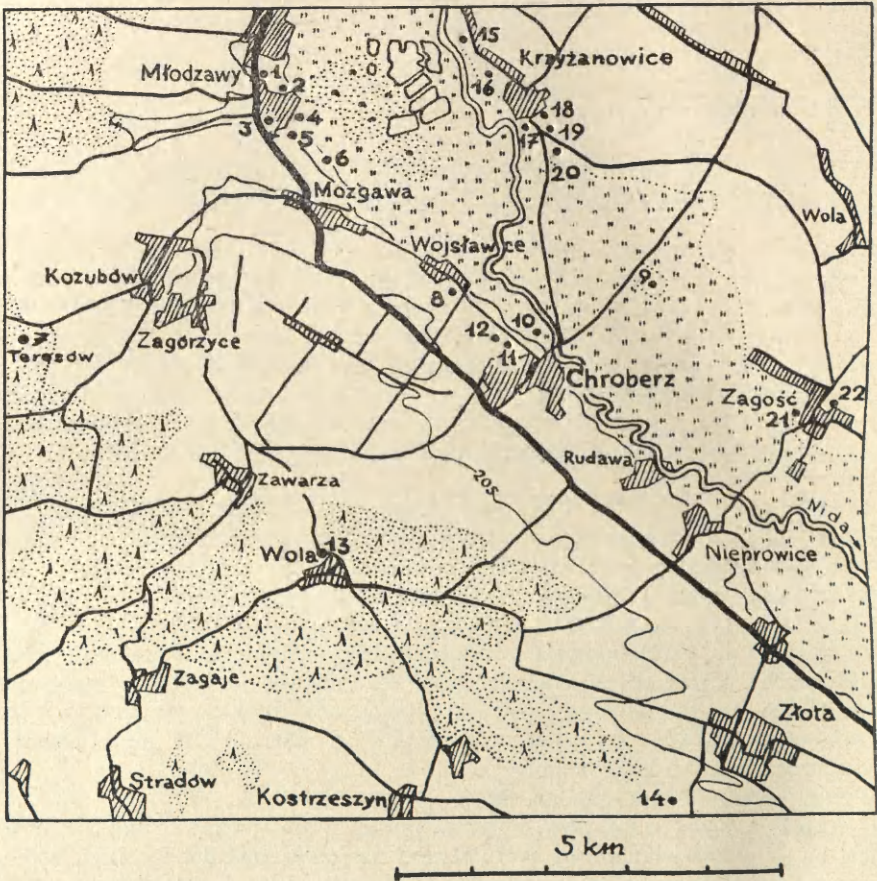 15
Krzyżanowice
Młodzawy
1
2
16
3
4
5
18
17
19
20
6
Mozgawa
Wola
Wojsławice
Kozubów
9
8
10
12
11
7
Teresów
Zagórzyce
Chroberz
Zagość
22
21
Rudawa
205
Zawarza
Nida
Wola
13
Nieprowice
Zagaje
Złota
Stradów
Kostrzeszyn
14
5 km